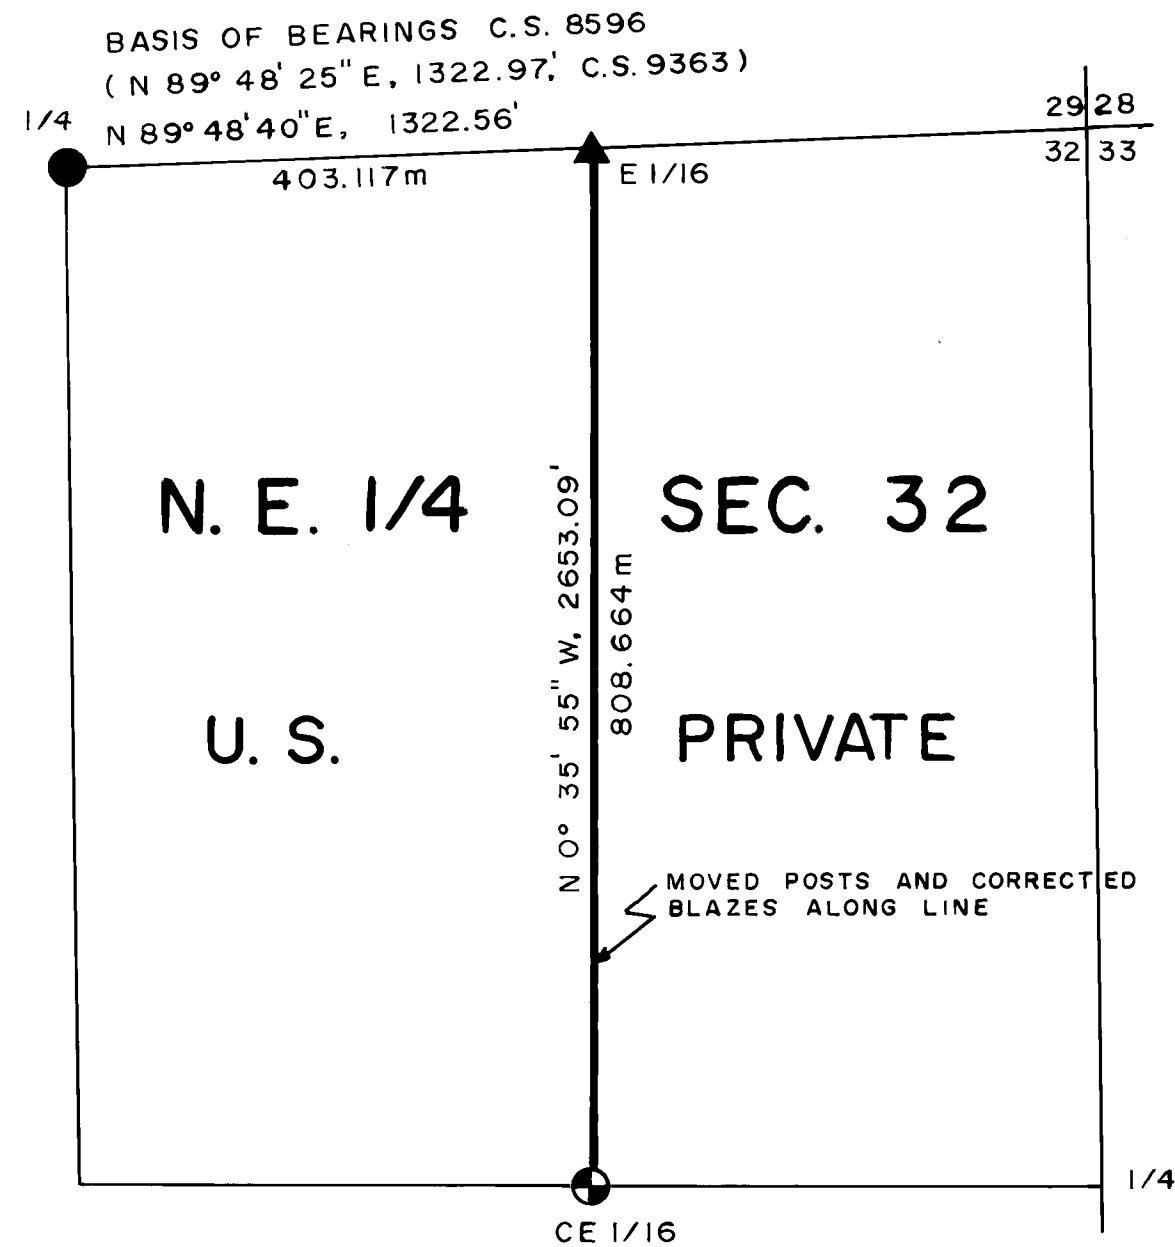 BASIS OF BEARINGS C.S. 8596
( N 89° 48' 25" E, 1322.97,' C.S. 9363 )
1/4 N 89° 48' 40" E, 1322.56'
29 28
32 33
403.117m
E 1/16
N. E. 1/4 SEC. 32
N 0° 35' 55" W, 2653.09'
808.664m
U. S. PRIVATE
MOVED POSTS AND CORRECTED
BLAZES ALONG LINE
1/4
CE 1/16